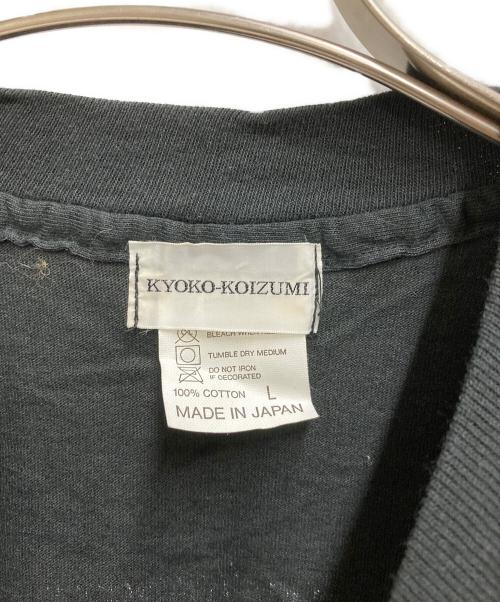 KYOKO-KOIZUMI
TUMBLE DRY MEDIUM
DO NOT IRON
IF DECORATED
100% COTTON L
MADE IN JAPAN